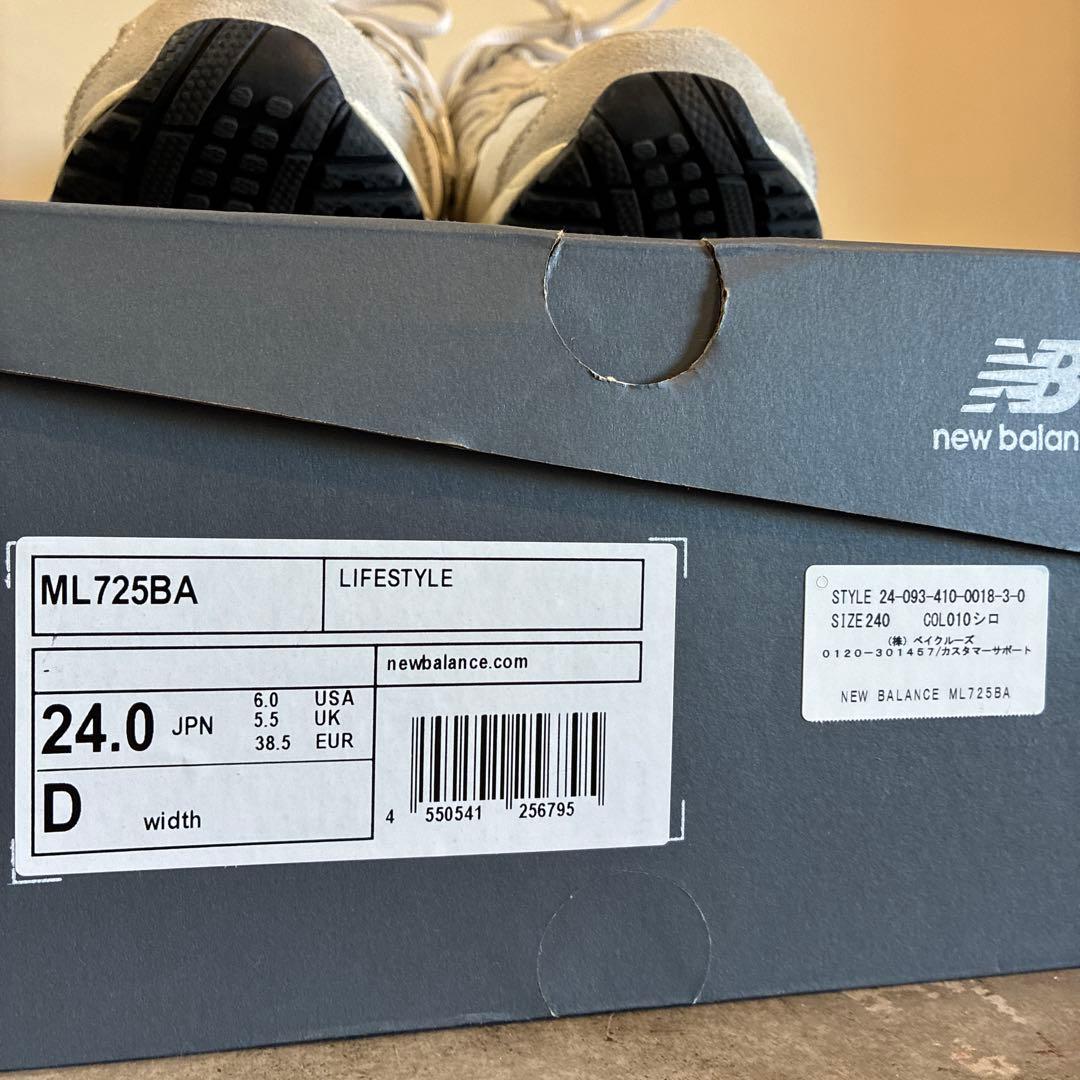 NB
new balan
ML725BA
LIFESTYLE
-
newbalance.com
24.0 JPN
6.0 USA
5.5 UK
38.5 EUR
D width
4 550541 256795
STYLE 24-093-410-0018-3-0
SIZE240 COL010シロ
(株) ベイクルーズ
0120-301457/カスタマーサポート
NEW BALANCE ML725BA